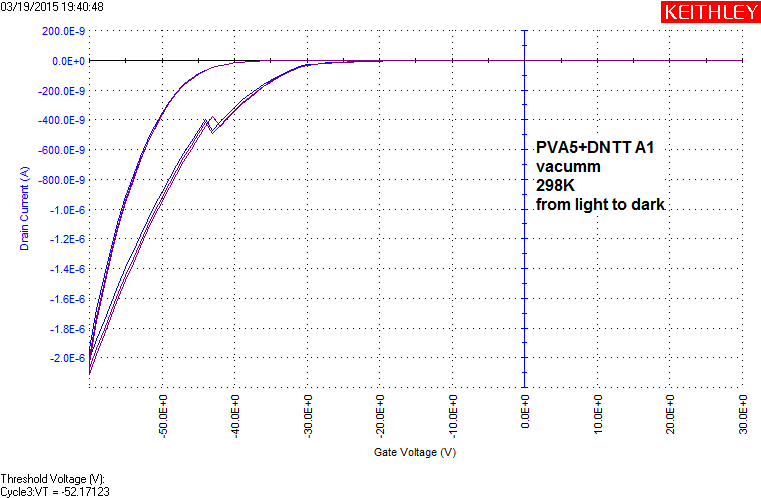 03/19/2015 19:40:48
KEITHLEY
200.0E-9
0.0E+0
-200.0E-9
-400.0E-9
-600.0E-9
-800.0E-9
-1.0E-6
-1.2E-6
-1.4E-6
-1.6E-6
-1.8E-6
-2.0E-6
Drain Current (A)
PVA5+DNTT A1
vacumm
298K
from light to dark
-50.0E+0
-40.0E+0
-30.0E+0
-20.0E+0
-10.0E+0
0.0E+0
10.0E+0
20.0E+0
30.0E+0
Gate Voltage (V)
Threshold Voltage (V):
Cycle3:VT = -52.17123